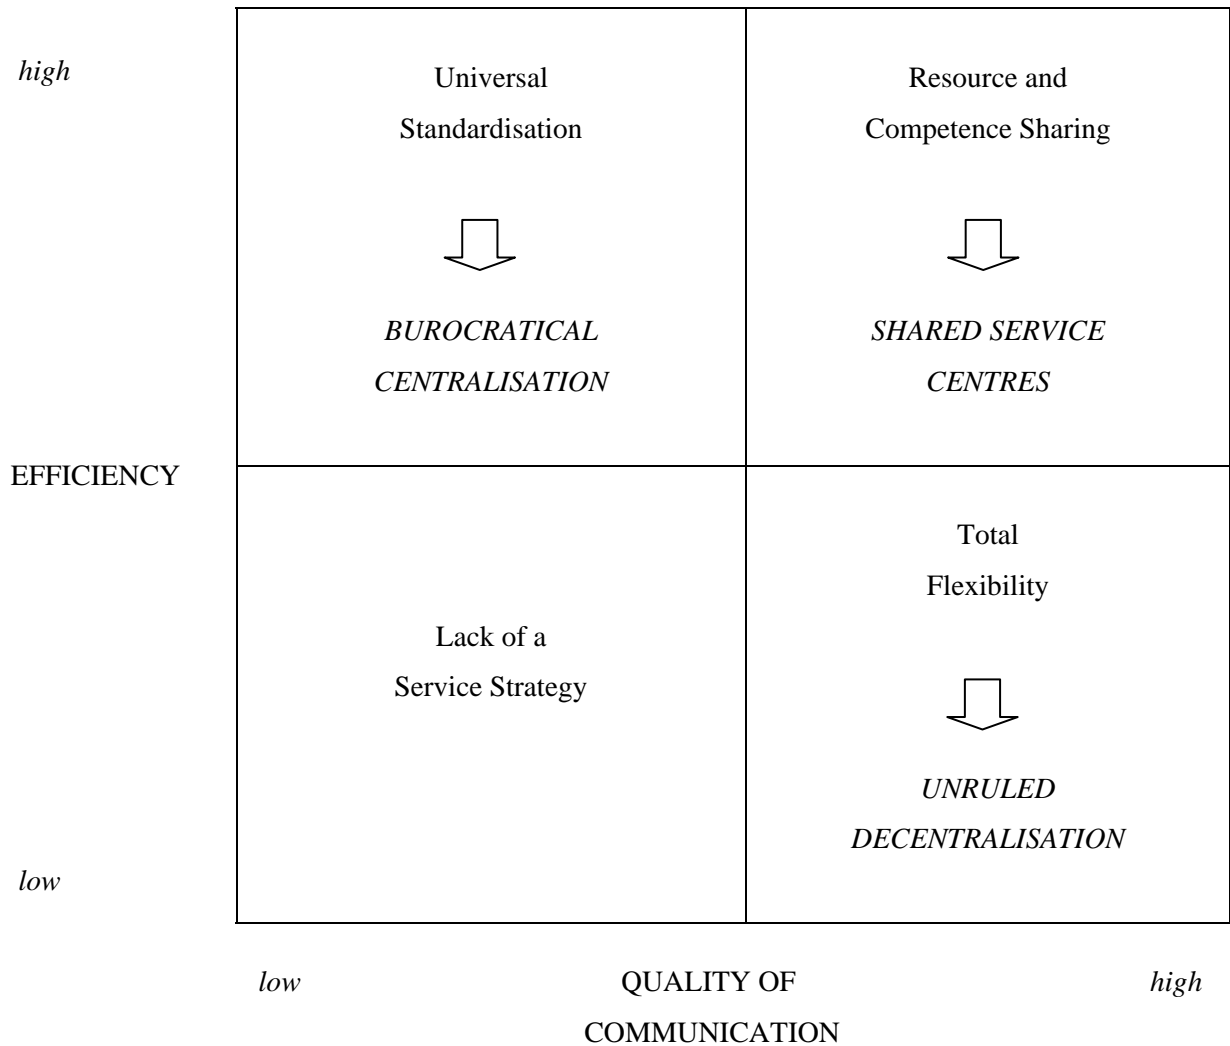 high
Universal
Standardisation
BUROCRATICAL
CENTRALISATION
Resource and
Competence Sharing
SHARED SERVICE
CENTRES
EFFICIENCY
Lack of a
Service Strategy
Total
Flexibility
UNRULED
DECENTRALISATION
low
low
QUALITY OF
COMMUNICATION
high